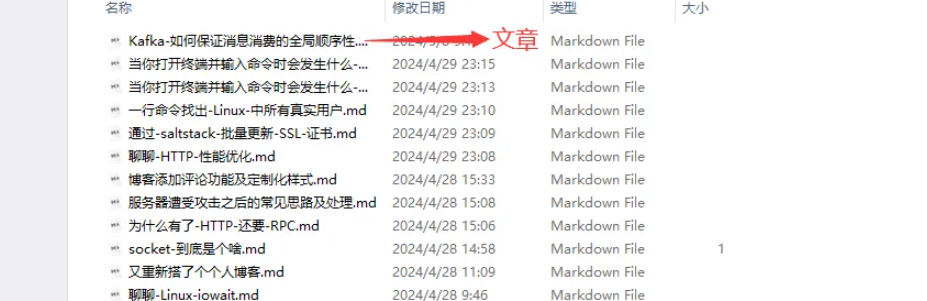 名称 修改日期 类型 大小
Kafka-如何保证消息消费的全局顺序性.... 文章 Markdown File
当你打开终端并输入命令时会发生什么-... 2024/4/29 23:15 Markdown File
当你打开终端并输入命令时会发生什么-... 2024/4/29 23:13 Markdown File
一行命令找出-Linux-中所有真实用户.md 2024/4/29 23:10 Markdown File
通过-saltstack-批量更新-SSL-证书.md 2024/4/29 23:09 Markdown File
聊聊-HTTP-性能优化.md 2024/4/29 23:08 Markdown File
博客添加评论功能及定制化样式.md 2024/4/28 15:33 Markdown File
服务器遭受攻击之后的常见思路及处理.md 2024/4/28 15:08 Markdown File
为什么有了-HTTP-还要-RPC.md 2024/4/28 15:06 Markdown File
socket-到底是个啥.md 2024/4/28 14:58 Markdown File 1
又重新搭了个个人博客.md 2024/4/28 11:09 Markdown File
聊聊-Linux-iowait.md 2024/4/28 9:46 Markdown File